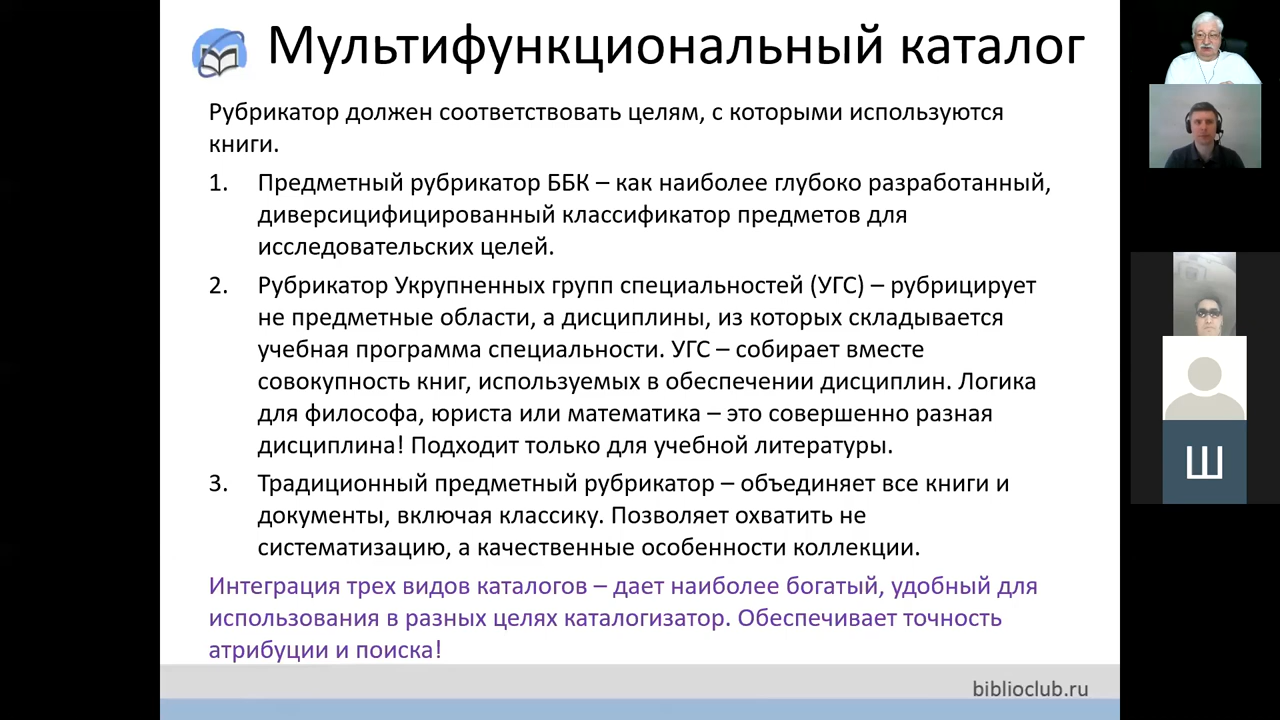 Мультифункциональный каталог
Рубрикатор должен соответствовать целям, с которыми используются
книги.
1. Предметный рубрикатор ББК – как наиболее глубоко разработанный,
диверсицифицированный классификатор предметов для
исследовательских целей.
2. Рубрикатор Укрупненных групп специальностей (УГС) – рубрицирует
не предметные области, а дисциплины, из которых складывается
учебная программа специальности. УГС – собирает вместе
совокупность книг, используемых в обеспечении дисциплин. Логика
для философа, юриста или математика – это совершенно разная
дисциплина! Подходит только для учебной литературы.
3. Традиционный предметный рубрикатор – объединяет все книги и
документы, включая классику. Позволяет охватить не
систематизацию, а качественные особенности коллекции.
Интеграция трех видов каталогов – дает наиболее богатый, удобный для
использования в разных целях каталогизатор. Обеспечивает точность
атрибуции и поиска!
biblioclub.ru
Ш